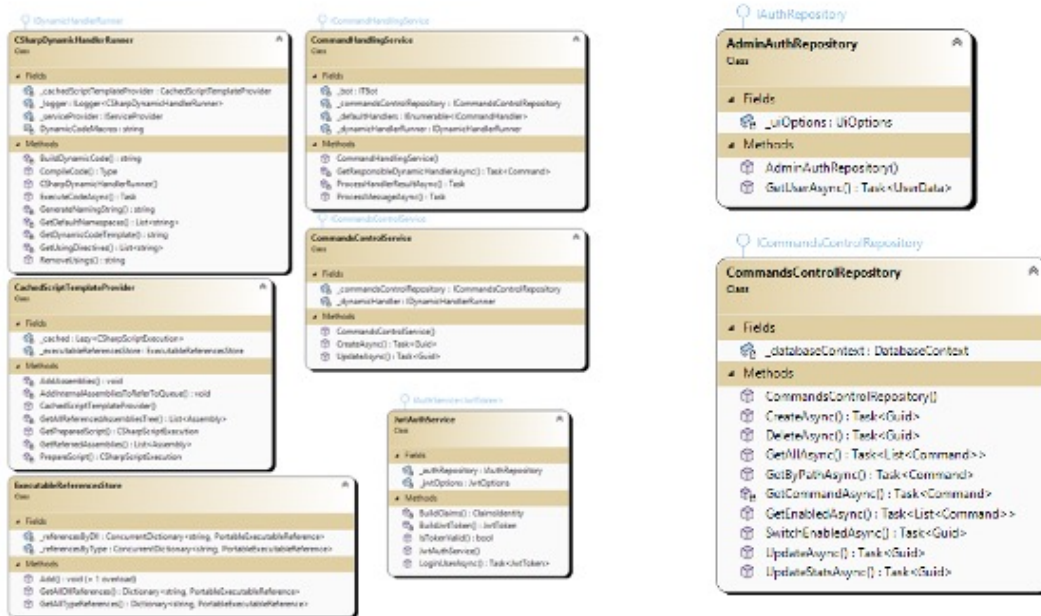 IDynamicHandlerRunner
CSharpDynamicHandlerRunner
Class
Fields
_cachedScriptTemplateProvider : CachedScriptTemplateProvider
_logger : ILogger<CSharpDynamicHandlerRunner>
_serviceProvider : IServiceProvider
DynamicCodeMacros : string
Methods
BuildDynamicCode() : string
CompileCode() : Type
CSharpDynamicHandlerRunner()
ExecuteCodeAsync() : Task
GenerateNamingString() : string
GetDefaultNamespaces() : List<string>
GetDynamicCodeTemplate() : string
GetUsingDirectives() : List<string>
RemoveUsings() : string
CachedScriptTemplateProvider
Class
Fields
_cached : Lazy<CSharpScriptExecution>
_executableReferencesStore : ExecutableReferencesStore
Methods
AddAssemblies() : void
AddInternalAssembliesToReferToQueue() : void
CachedScriptTemplateProvider()
GetAllReferencedAssembliesTree() : List<Assembly>
GetPreparedScript() : CSharpScriptExecution
GetReferredAssemblies() : List<Assembly>
PrepareScript() : CSharpScriptExecution
ExecutableReferencesStore
Class
Fields
_referencesByDll : ConcurrentDictionary<string, PortableExecutableReference>
_referencesByType : ConcurrentDictionary<string, PortableExecutableReference>
Methods
Add() : void (+ 1 overload)
GetAllDllReferences() : Dictionary<string, PortableExecutableReference>
GetAllTypeReferences() : Dictionary<string, PortableExecutableReference>
ICommandHandlingService
CommandHandlingService
Class
Fields
_bot : ITBot
_commandsControlRepository : ICommandsControlRepository
_defaultHandlers : IEnumerable<ICommandHandler>
_dynamicHandlerRunner : IDynamicHandlerRunner
Methods
CommandHandlingService()
GetResponsibleDynamicHandlerAsync() : Task<Command>
ProcessHandlerResultAsync() : Task
ProcessMessageAsync() : Task
ICommandsControlService
CommandsControlService
Class
Fields
_commandsControlRepository : ICommandsControlRepository
_dynamicHandler : IDynamicHandlerRunner
Methods
CommandsControlService()
CreateAsync() : Task<Guid>
UpdateAsync() : Task<Guid>
IAuthService<JwtToken>
JwtAuthService
Class
Fields
_authRepository : IAuthRepository
_jwtOptions : JwtOptions
Methods
BuildClaims() : ClaimsIdentity
BuildJwtToken() : JwtToken
IsTokenValid() : bool
JwtAuthService()
LoginUserAsync() : Task<JwtToken>
IAuthRepository
AdminAuthRepository
Class
Fields
_uiOptions : UiOptions
Methods
AdminAuthRepository()
GetUserAsync() : Task<UserData>
ICommandsControlRepository
CommandsControlRepository
Class
Fields
_databaseContext : DatabaseContext
Methods
CommandsControlRepository()
CreateAsync() : Task<Guid>
DeleteAsync() : Task<Guid>
GetAllAsync() : Task<List<Command>>
GetByPathAsync() : Task<Command>
GetCommandAsync() : Task<Command>
GetEnabledAsync() : Task<List<Command>>
SwitchEnabledAsync() : Task<Guid>
UpdateAsync() : Task<Guid>
UpdateStatsAsync() : Task<Guid>